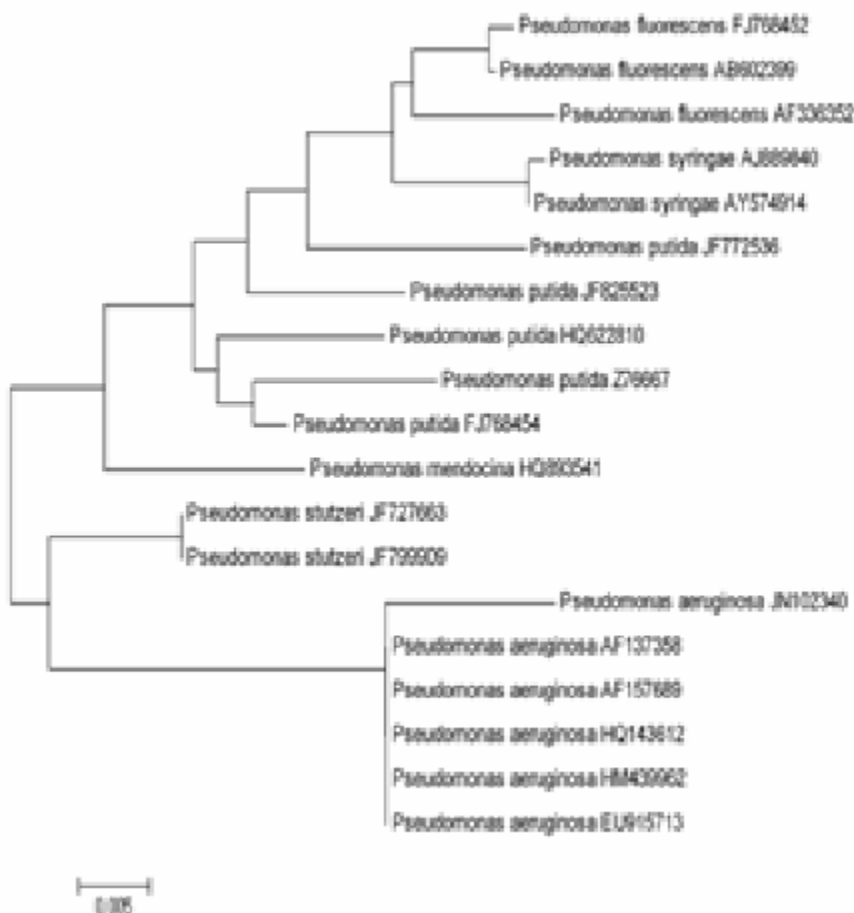 Pseudomonas fluorescens FJ768452
Pseudomonas fluorescens AB602399
Pseudomonas fluorescens AF336352
Pseudomonas syringae AJ889840
Pseudomonas syringae AY574914
Pseudomonas putida JF772536
Pseudomonas putida JF825523
Pseudomonas putida HQ622810
Pseudomonas putida Z76667
Pseudomonas putida FJ768454
Pseudomonas mendocina
Pseudomonas stutzeri JF727663
Pseudomonas stutzeri JF799909
Pseudomonas aeruginosa JN102340
Pseudomonas aeruginosa AF137358
Pseudomonas aeruginosa AF157689
Pseudomonas aeruginosa HQ143612
Pseudomonas aeruginosa HM439962
Pseudomonas aeruginosa EU915713
0.005